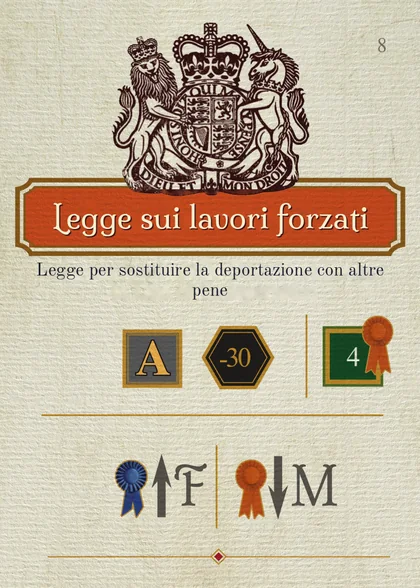 8
DIEU ET MON DROIT
Legge sui lavori forzati
Legge per sostituire la deportazione con altre
pene
A
-30
4
F
M